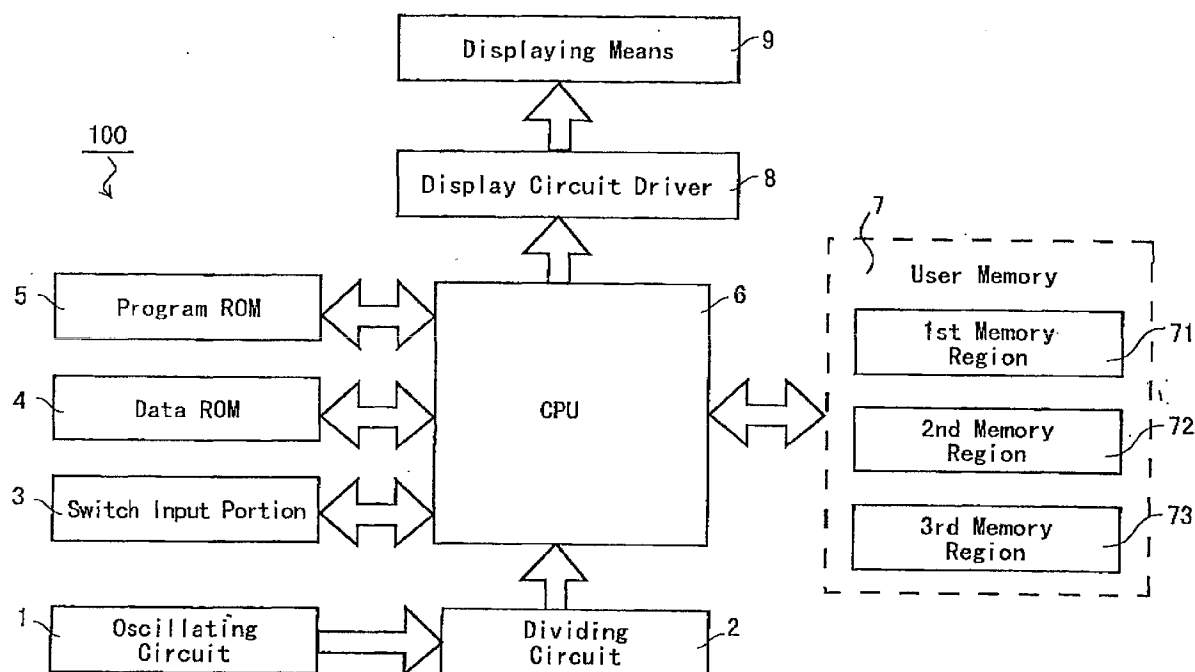 Displaying Means
9
100
Display Circuit Driver
8
7
User Memory
5
Program ROM
6
1st Memory
Region
71
4
Data ROM
CPU
2nd Memory
Region
72
3
Switch Input Portion
3rd Memory
Region
73
1
Oscillating
Circuit
Dividing
Circuit
2